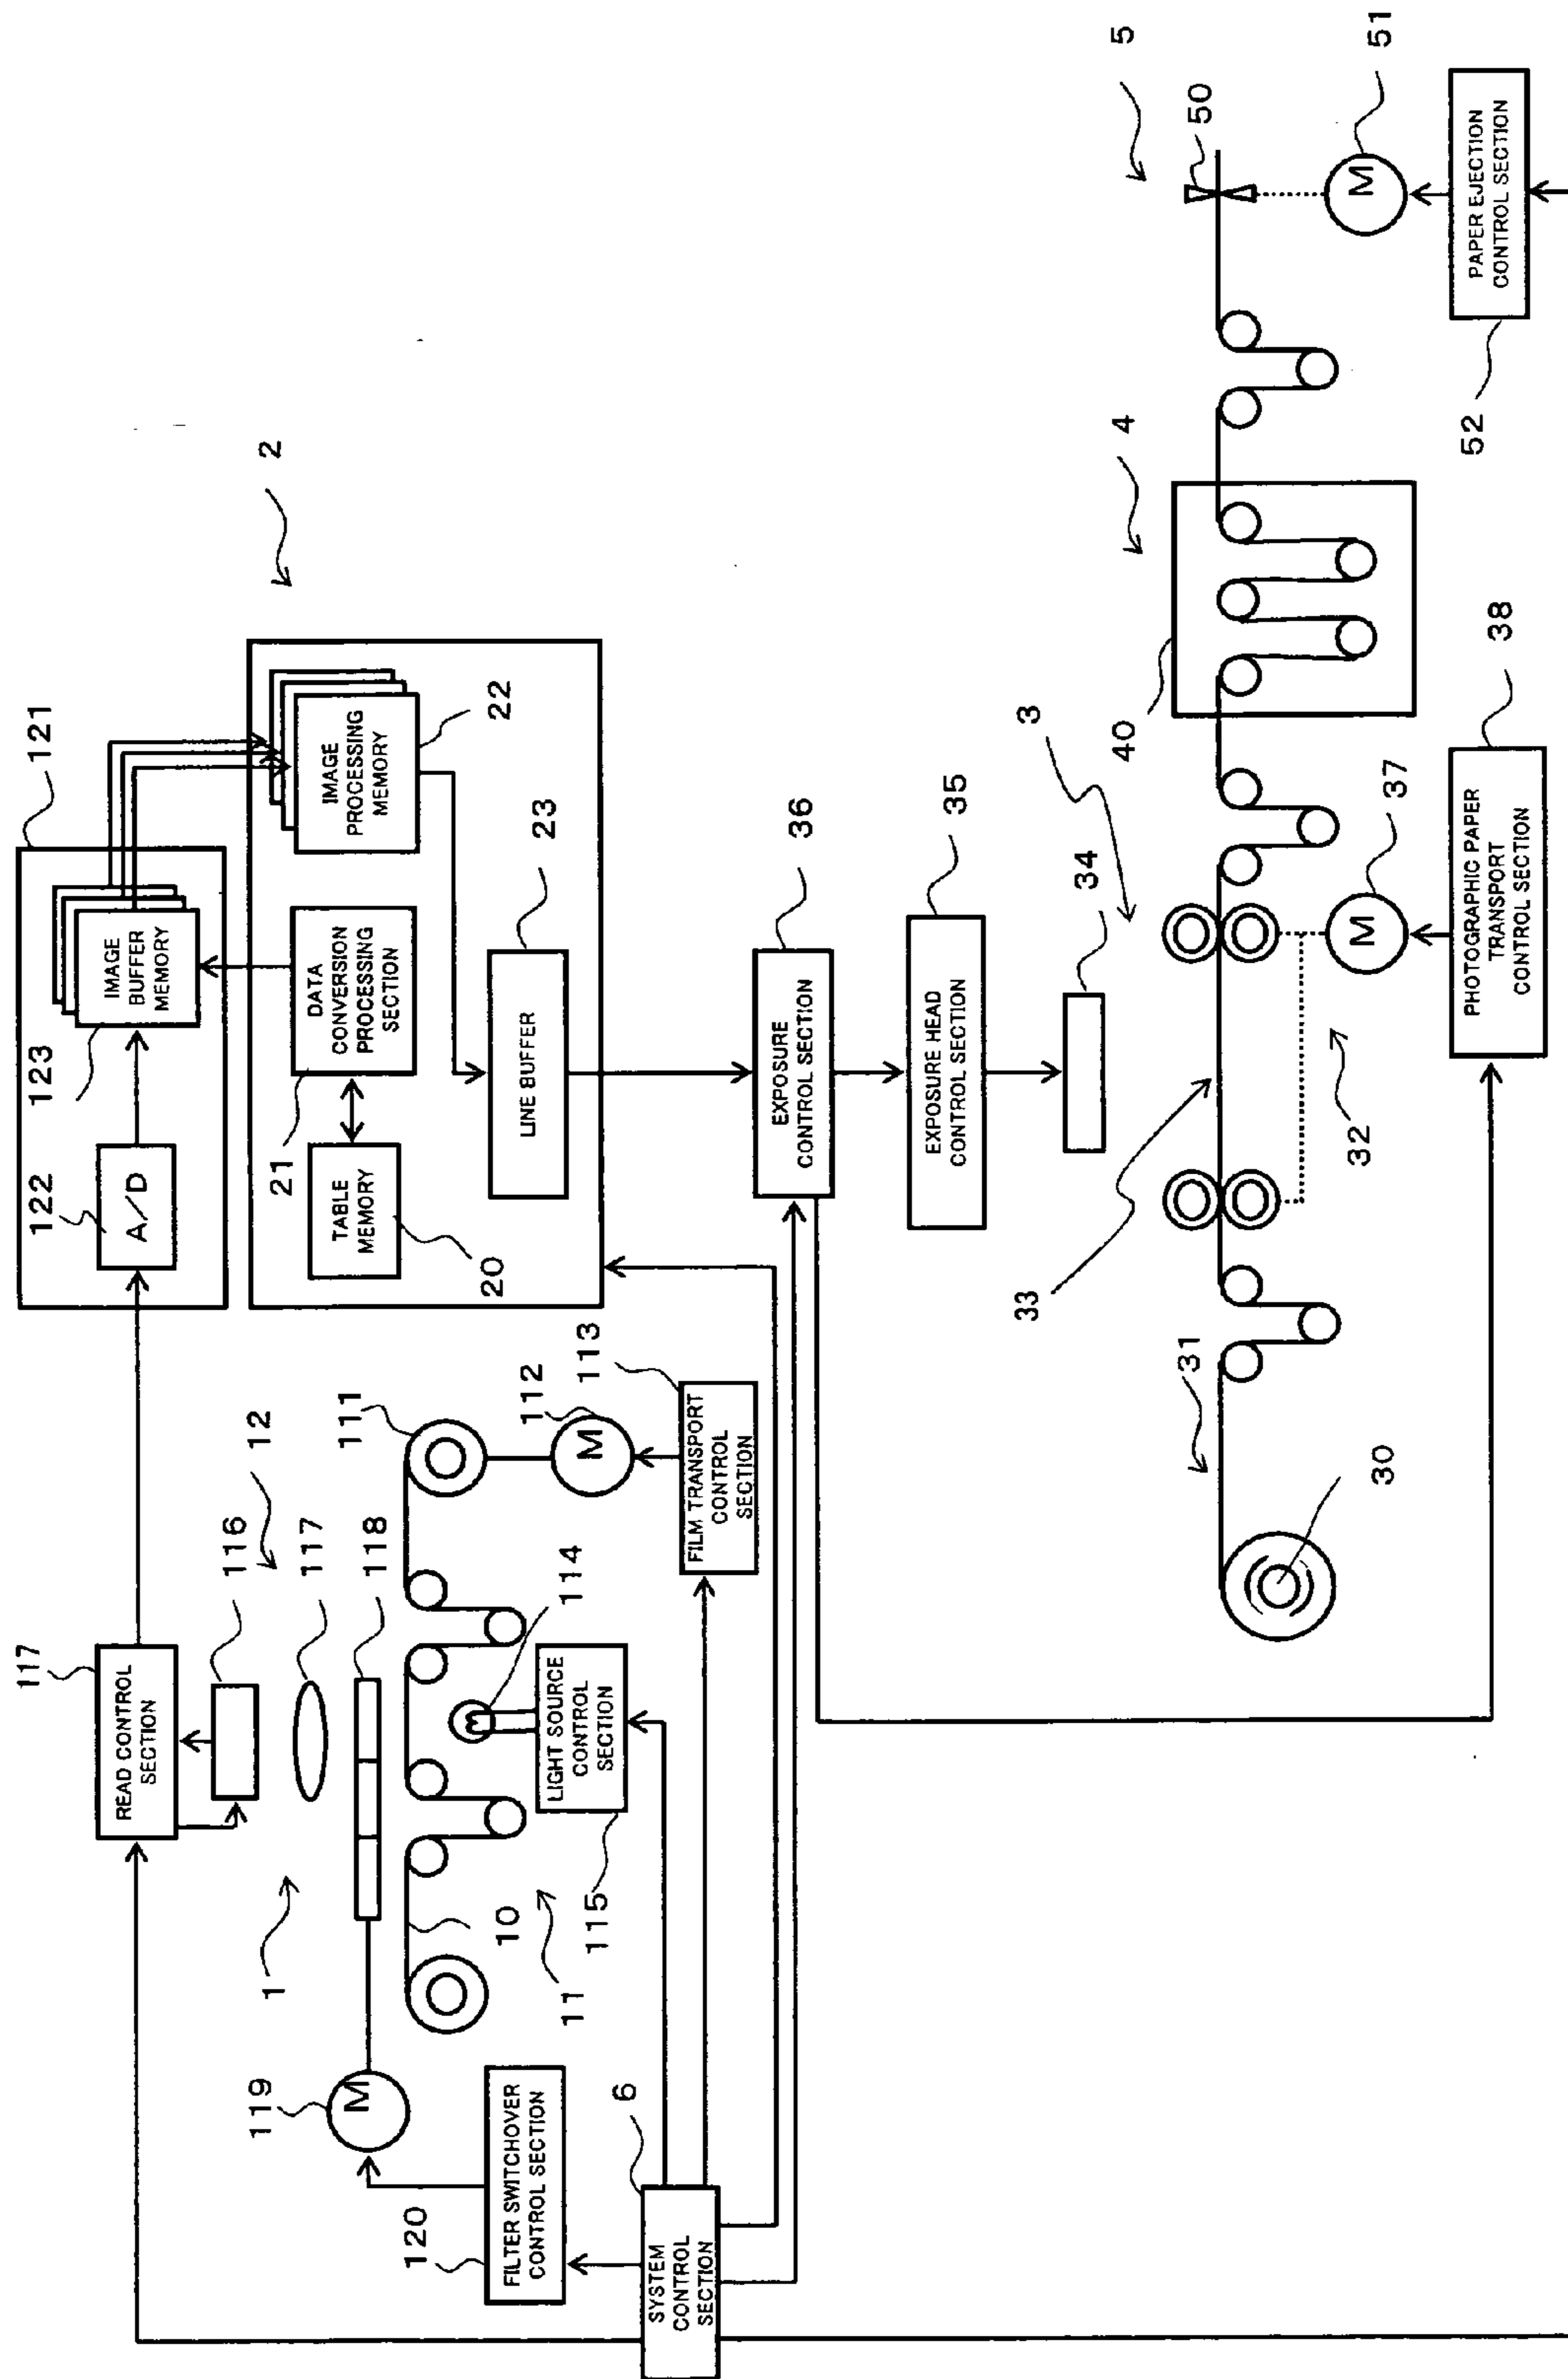 121
123
122
A/D
IMAGE
BUFFER
MEMORY
2
IMAGE
PROCESSING
MEMORY
22
DATA
CONVERSION
PROCESSING
SECTION
21
TABLE
MEMORY
20
LINE BUFFER
23
117
READ CONTROL
SECTION
116
12
117
118
111
112
M
113
FILM TRANSPORT
CONTROL
SECTION
114
LIGHT SOURCE
CONTROL
SECTION
115
1
10
11
119
M
120
FILTER SWITCHOVER
CONTROL SECTION
6
SYSTEM
CONTROL
SECTION
36
EXPOSURE
CONTROL SECTION
35
EXPOSURE HEAD
CONTROL SECTION
34
3
33
32
31
30
37
M
38
PHOTOGRAPHIC PAPER
TRANSPORT
CONTROL SECTION
4
40
5
50
51
M
PAPER EJECTION
CONTROL SECTION
52